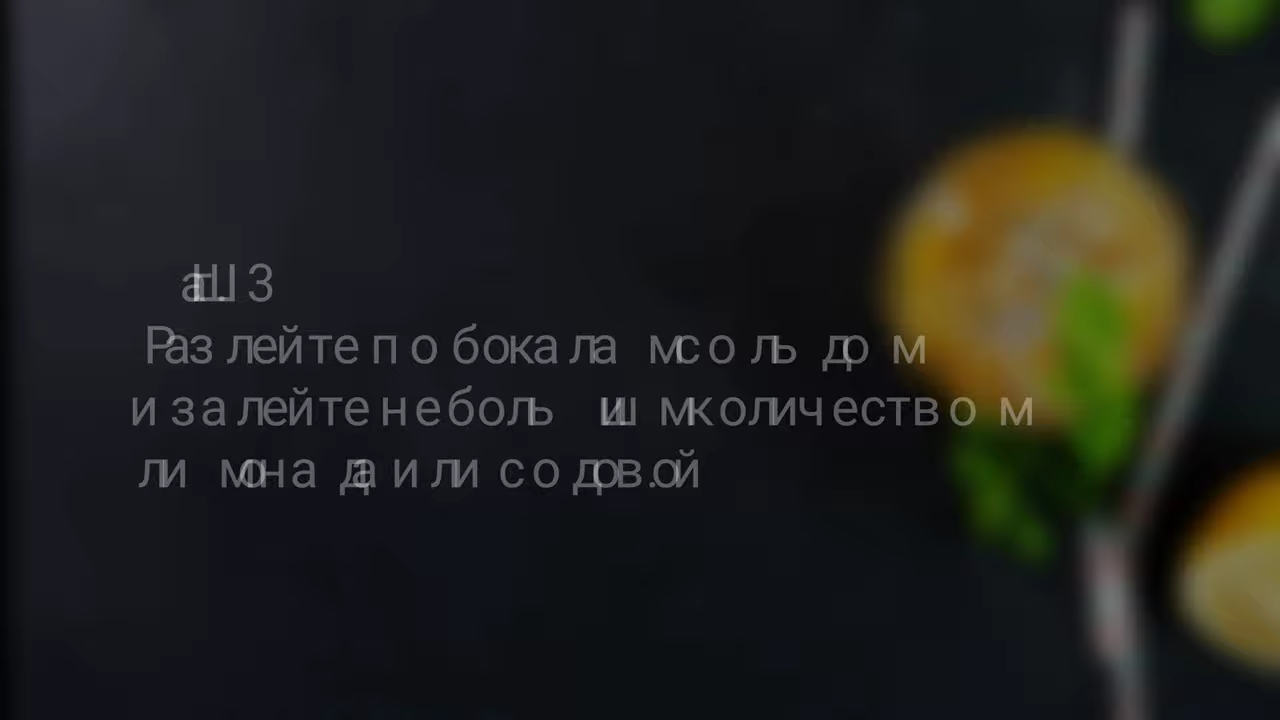 Шаг 3.
Разлейте по бокалам со льдом
и залейте небольшим количеством
лимонада или содовой.